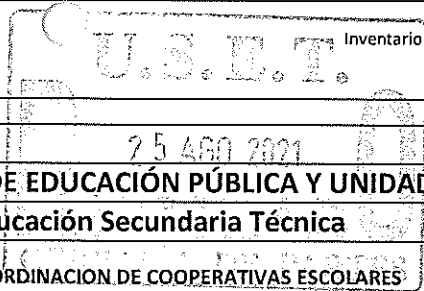 Inventario
U.S.E.T.
25 AGO 2021
DE EDUCACIÓN PÚBLICA Y UNIDAD
ucación Secundaria Técnica
ORDINACION DE COOPERATIVAS ESCOLARES